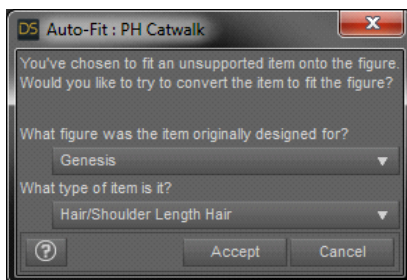 DS Auto-Fit : PH Catwalk
You've chosen to fit an unsupported item onto the figure.
Would you like to try to convert the item to fit the figure?
What figure was the item originally designed for?
Genesis
What type of item is it?
Hair/Shoulder Length Hair
? Accept Cancel